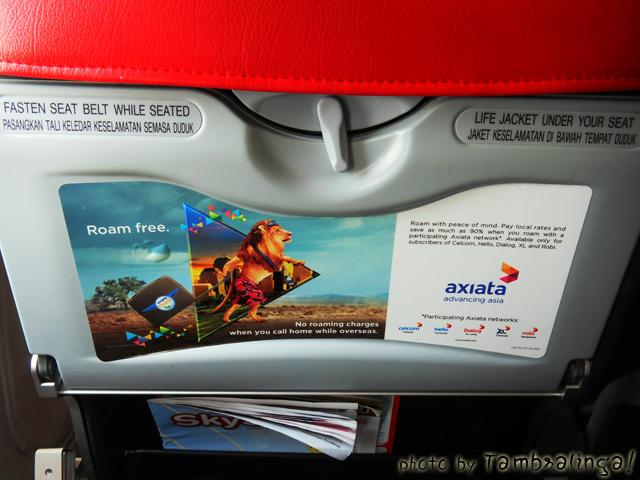 FASTEN SEAT BELT WHILE SEATED
PASANGKAN TALI KELEDAR KESELAMATAN SEMASA DUDUK
LIFE JACKET UNDER YOUR SEAT
JAKET KESELAMATAN DI BAWAH TEMPAT DUDUK
Roam free.
No roaming charges
when you call home while overseas.
Roam with peace of mind. Pay local rates and
save as much as 90% when you roam with a
participating Axiata network*. Available only for
subscribers of Celcom, Hello, Dialog, XL and Robi.
axiata
advancing asia
*Participating Axiata networks:
celcom hello Dialog XL robi
Sky
photo by Tambralinga!